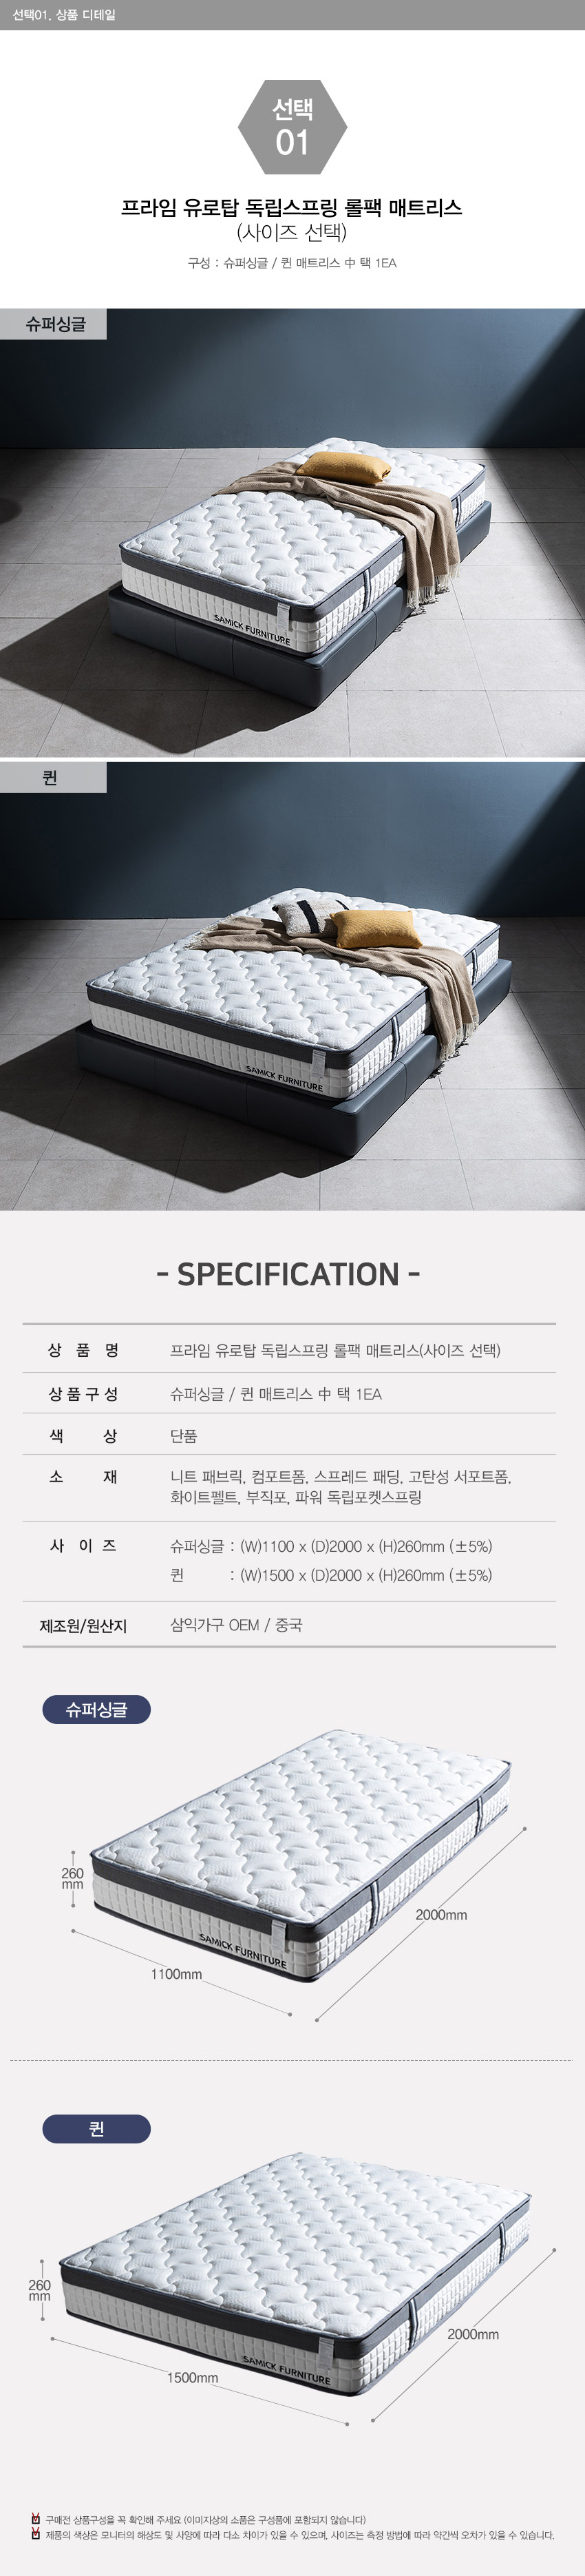 선택01. 상품 디테일
선택
01
프라임 유로탑 독립스프링 롤팩 매트리스
(사이즈 선택)
구성 : 슈퍼싱글 / 퀸 매트리스 中 택 1EA
슈퍼싱글
SAMICK FURNITURE
퀸
SAMICK FURNITURE
- SPECIFICATION -
상 품 명 프라임 유로탑 독립스프링 롤팩 매트리스(사이즈 선택)
상 품 구 성 슈퍼싱글 / 퀸 매트리스 中 택 1EA
색 상 단품
소 재 니트 패브릭, 컴포트폼, 스프레드 패딩, 고탄성 서포트폼,
화이트펠트, 부직포, 파워 독립포켓스프링
사 이 즈 슈퍼싱글 : (W)1100 x (D)2000 x (H)260mm (±5%)
퀸 : (W)1500 x (D)2000 x (H)260mm (±5%)
제조원/원산지 삼익가구 OEM / 중국
슈퍼싱글
260
mm
2000mm
SAMICK FURNITURE
1100mm
퀸
260
mm
2000mm
SAMICK FURNITURE
1500mm
구매전 상품구성을 꼭 확인해 주세요 (이미지상의 소품은 구성품에 포함되지 않습니다)
제품의 색상은 모니터의 해상도 및 사양에 따라 다소 차이가 있을 수 있으며, 사이즈는 측정 방법에 따라 약간씩 오차가 있을 수 있습니다.